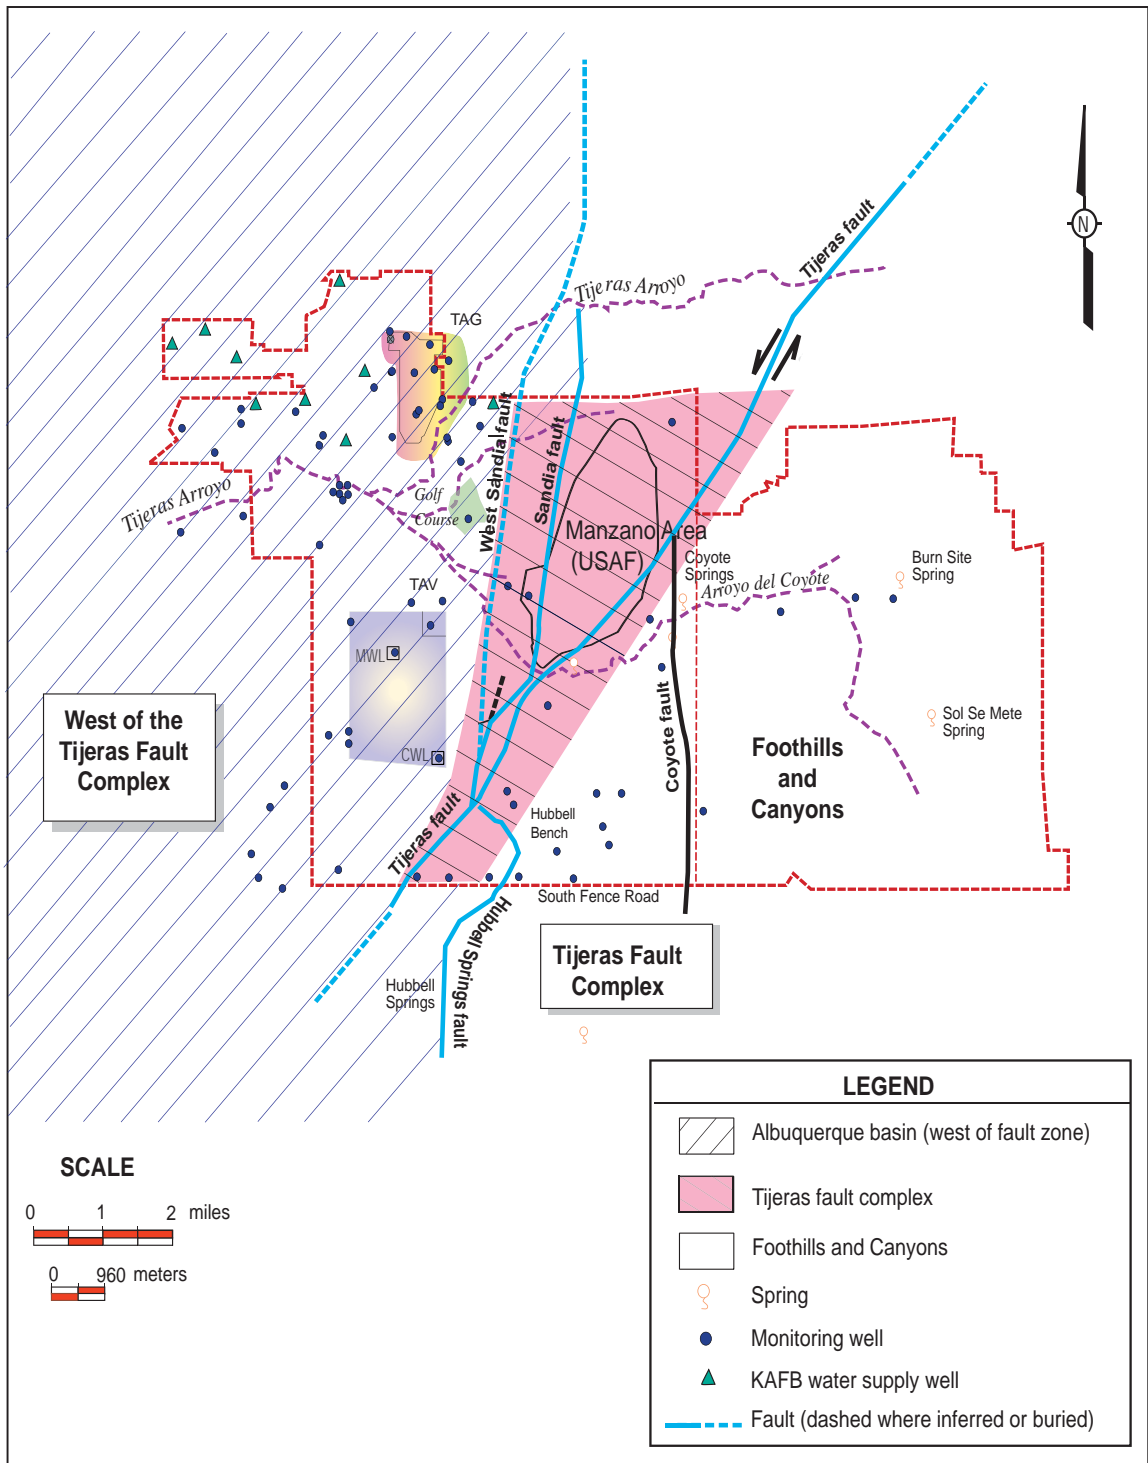 N
Tijeras fault
Tijeras Arroyo
TAG
West Sandia fault
Sandia fault
Tijeras Arroyo
Golf
Course
Manzano Area
(USAF)
Coyote
Springs
Arroyo del Coyote
Burn Site
Spring
TAV
MWL
CWL
West of the
Tijeras Fault
Complex
Sol Se Mete
Spring
Coyote fault
Foothills
and
Canyons
Tijeras fault
Hubbell
Bench
South Fence Road
Hubbell Springs fault
Tijeras Fault
Complex
Hubbell
Springs
LEGEND
Albuquerque basin (west of fault zone)
Tijeras fault complex
Foothills and Canyons
Spring
Monitoring well
KAFB water supply well
Fault (dashed where inferred or buried)
SCALE
0 1 2 miles
0 960 meters